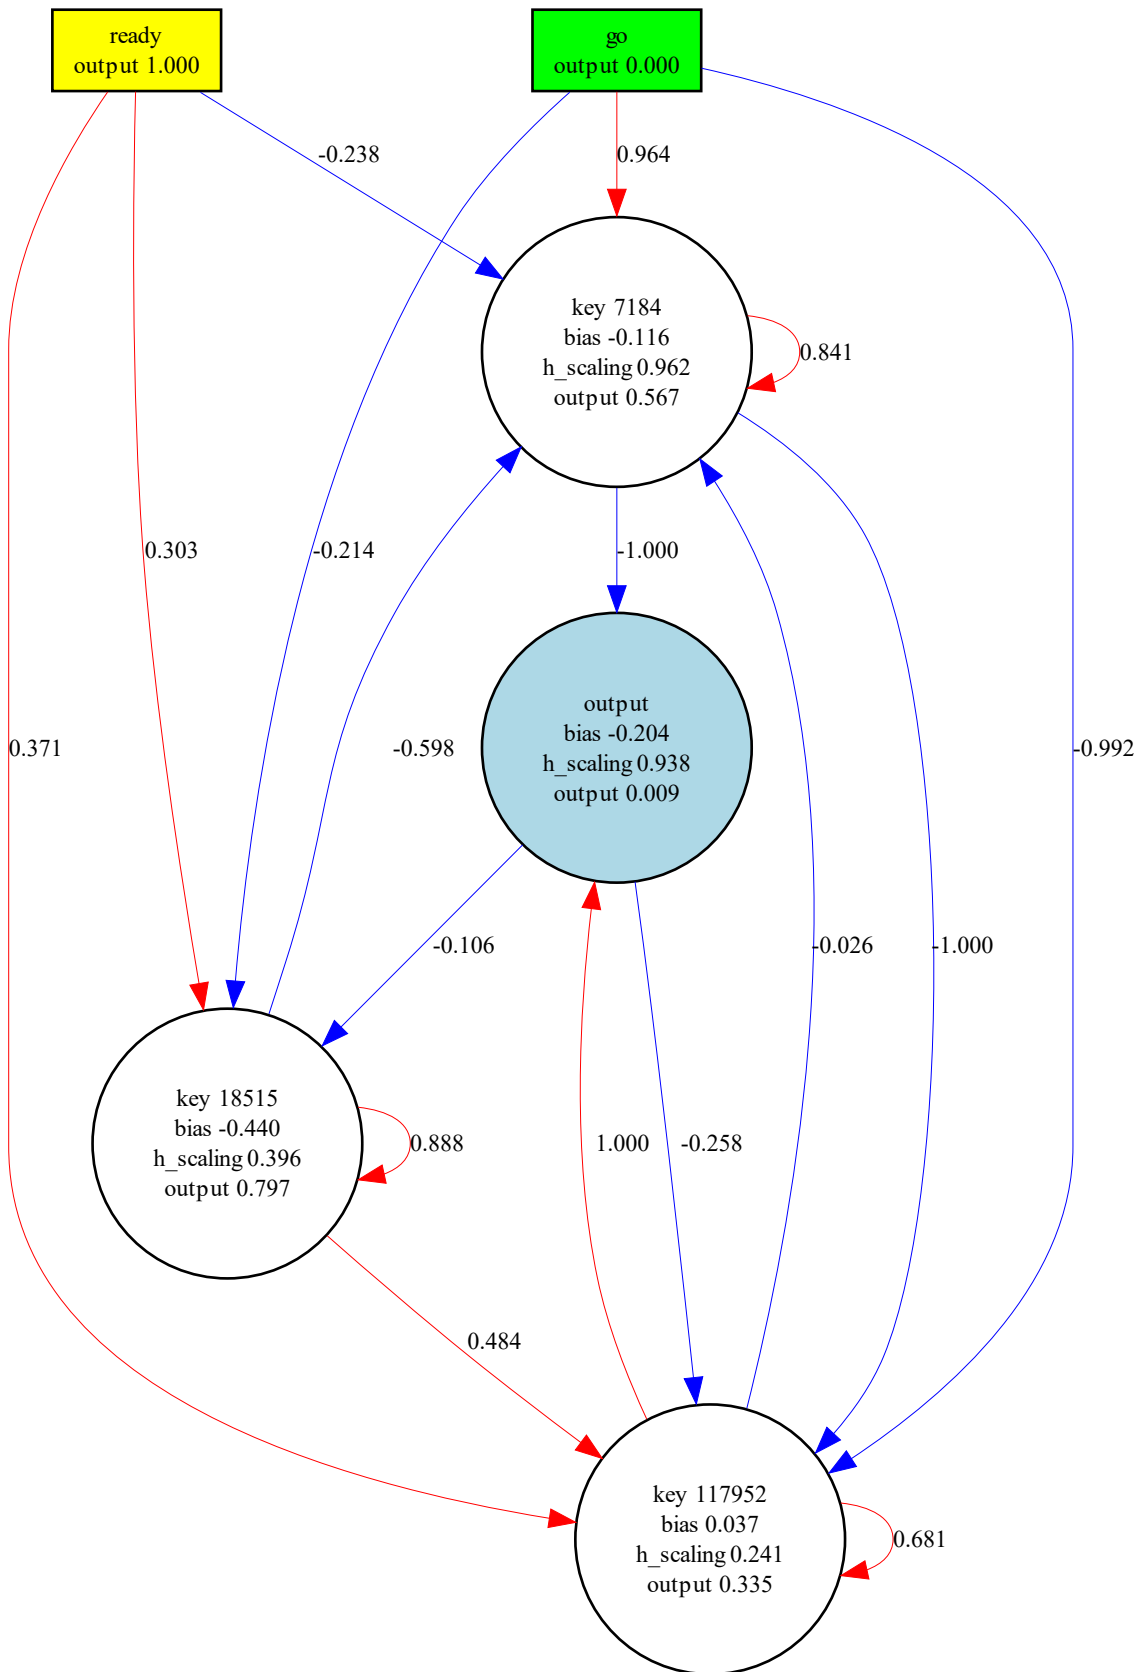 ready
output 1.000
go
output 0.000
-0.238
0.964
key 7184
bias -0.116
h_scaling 0.962
output 0.567
0.841
0.303
-0.214
-1.000
output
bias -0.204
h_scaling 0.938
output 0.009
0.371
-0.598
-0.992
-0.106
-0.026
-1.000
key 18515
bias -0.440
h_scaling 0.396
output 0.797
0.888
1.000
-0.258
0.484
key 117952
bias 0.037
h_scaling 0.241
output 0.335
0.681